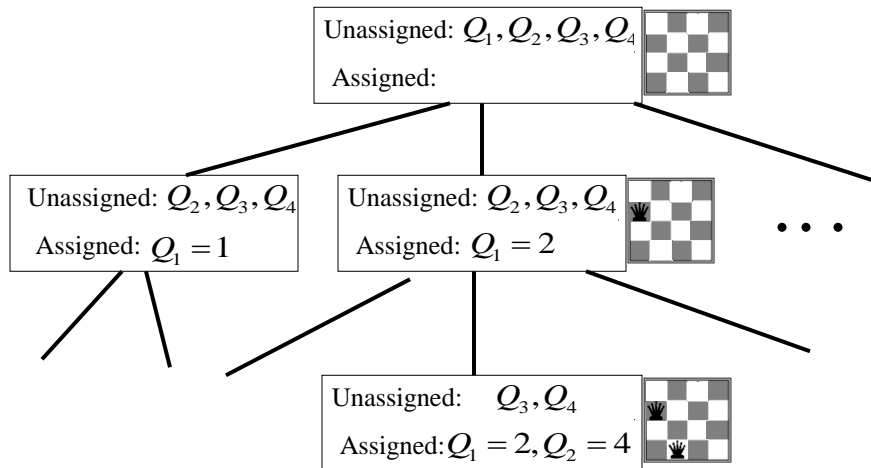 Unassigned: Q₁, Q₂, Q₃, Q₄
Assigned:
Unassigned: Q₂, Q₃, Q₄
Assigned: Q₁ = 1
Unassigned: Q₂, Q₃, Q₄
Assigned: Q₁ = 2
• • •
Unassigned: Q₃, Q₄
Assigned: Q₁ = 2, Q₂ = 4